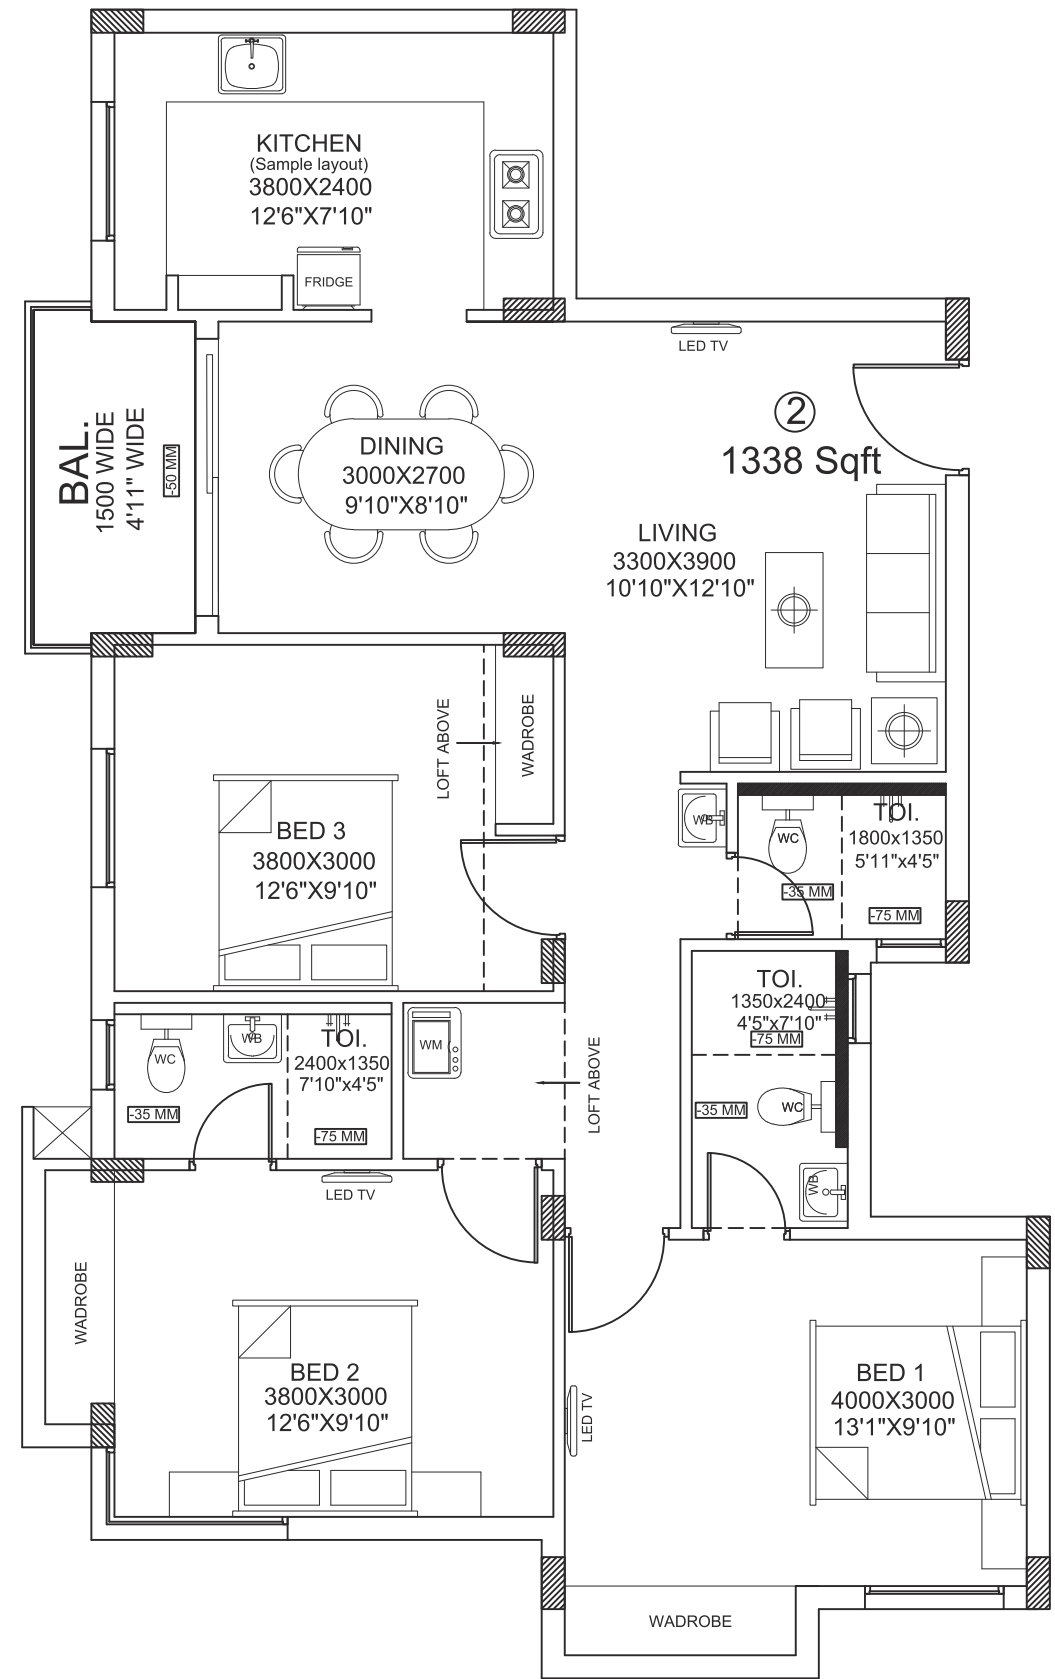 KITCHEN
(Sample layout)
3800X2400
12'6"X7'10"
FRIDGE
LED TV
BAL.
1500 WIDE
4'11" WIDE
-50 MM
DINING
3000X2700
9'10"X8'10"
2
1338 Sqft
LIVING
3300X3900
10'10"X12'10"
LOFT ABOVE
WADROBE
BED 3
3800X3000
12'6"X9'10"
WB
WC
TOI.
1800x1350
5'11"x4'5"
-35 MM
-75 MM
TOI.
1350x2400
4'5"x7'10"
-75 MM
-35 MM
WC
WB
WC
WB
TOI.
2400x1350
7'10"x4'5"
-35 MM
-75 MM
WM
LOFT ABOVE
LED TV
WADROBE
BED 2
3800X3000
12'6"X9'10"
LED TV
BED 1
4000X3000
13'1"X9'10"
WADROBE